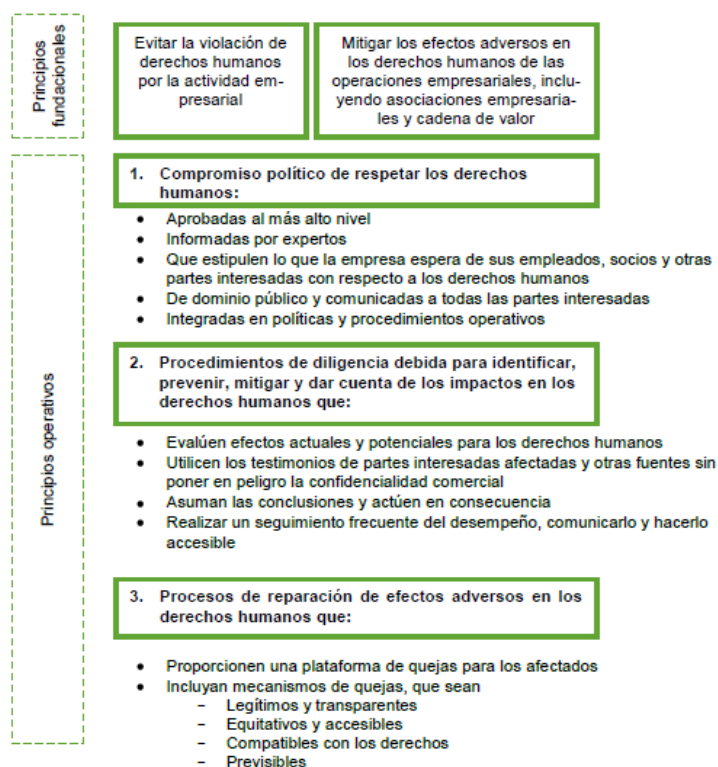 Principios
fundacionales
Evitar la violación de
derechos humanos
por la actividad em-
presarial
Mitigar los efectos adversos en
los derechos humanos de las
operaciones empresariales, inclu-
yendo asociaciones empresaria-
les y cadena de valor
Principios operativos
1. Compromiso político de respetar los derechos
humanos:
• Aprobadas al más alto nivel
• Informadas por expertos
• Que estipulen lo que la empresa espera de sus empleados, socios y otras
partes interesadas con respecto a los derechos humanos
• De dominio público y comunicadas a todas las partes interesadas
• Integradas en políticas y procedimientos operativos
2. Procedimientos de diligencia debida para identificar,
prevenir, mitigar y dar cuenta de los impactos en los
derechos humanos que:
• Evalúen efectos actuales y potenciales para los derechos humanos
• Utilicen los testimonios de partes interesadas afectadas y otras fuentes sin
poner en peligro la confidencialidad comercial
• Asuman las conclusiones y actúen en consecuencia
• Realizar un seguimiento frecuente del desempeño, comunicarlo y hacerlo
accesible
3. Procesos de reparación de efectos adversos en los
derechos humanos que:
• Proporcionen una plataforma de quejas para los afectados
• Incluyan mecanismos de quejas, que sean
– Legítimos y transparentes
– Equitativos y accesibles
– Compatibles con los derechos
– Previsibles